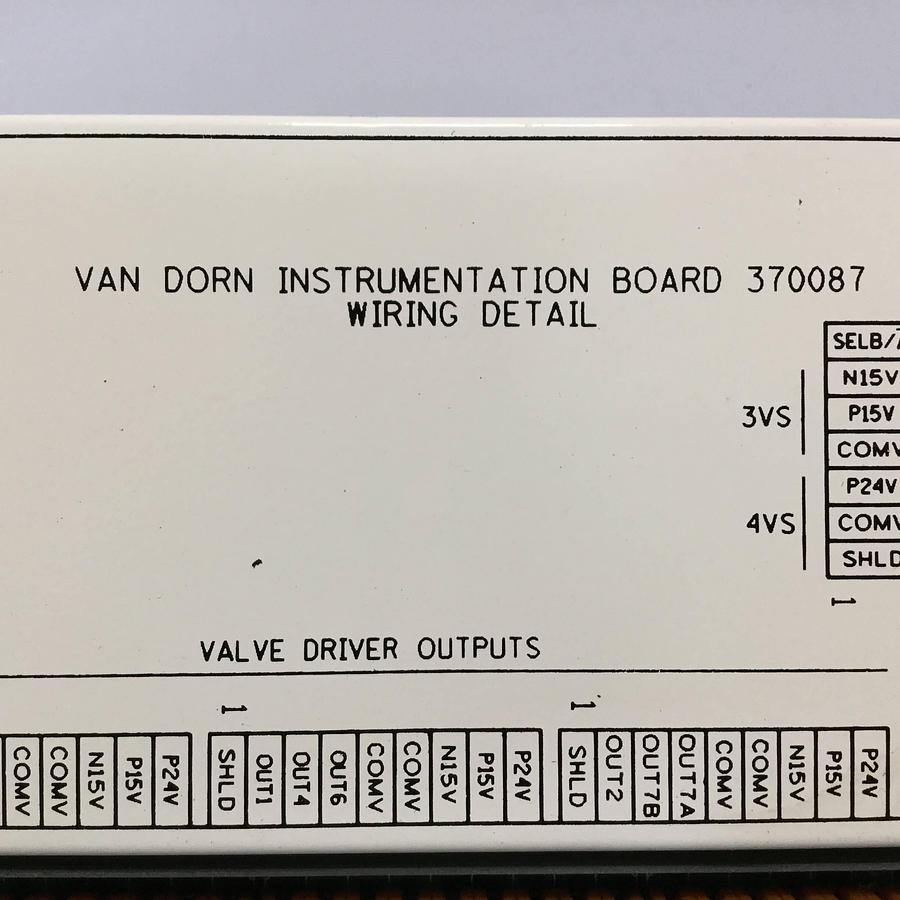 VAN DORN INSTRUMENTATION BOARD 370087
WIRING DETAIL
SELB/
N15V
3VS
P15V
COMV
P24V
4VS
COMV
SHLD
1
VALVE DRIVER OUTPUTS
1
1
COMV
COMV
N15V
P15V
P24V
SHLD
OUT1
OUT4
OUT6
COMV
COMV
N15V
P15V
P24V
SHLD
OUT2
OUT7B
OUT7A
COMV
COMV
N15V
P15V
P24V